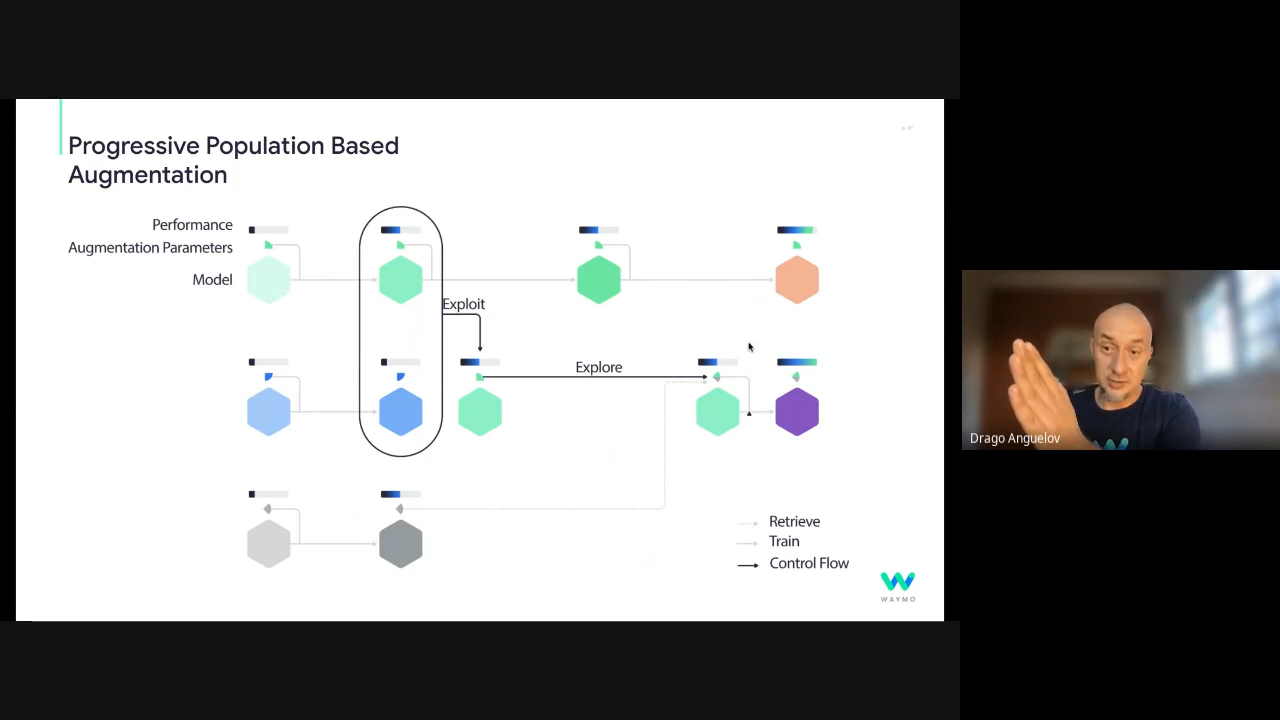 Progressive Population Based
Augmentation
Performance
Augmentation Parameters
Model
Exploit
Explore
Retrieve
Train
Control Flow
WAYMO
Drago Anguelov